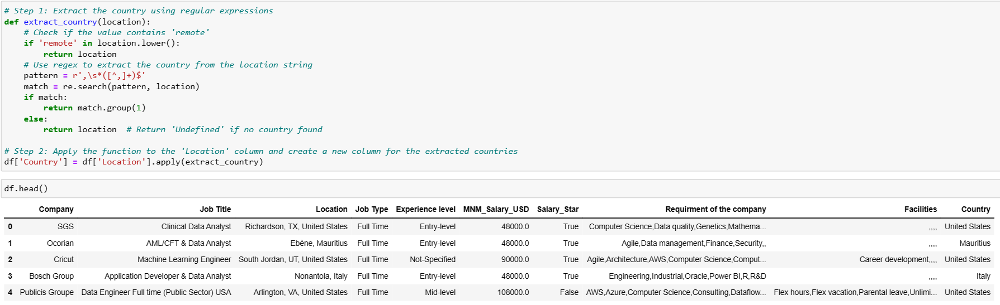 # Step 1: Extract the country using regular expressions
def extract_country(location):
    # Check if the value contains 'remote'
    if 'remote' in location.lower():
        return location
    # Use regex to extract the country from the location string
    pattern = r',\s*([^,]+)$'
    match = re.search(pattern, location)
    if match:
        return match.group(1)
    else:
        return location  # Return 'Undefined' if no country found
# Step 2: Apply the function to the 'Location' column and create a new column for the extracted countries
df['Country'] = df['Location'].apply(extract_country)
df.head()
Company Job Title Location Job Type Experience level MNM_Salary_USD Salary_Star Requirment of the company Facilities Country
0 SGS Clinical Data Analyst Richardson, TX, United States Full Time Entry-level 48000.0 True Computer Science,Data quality,Genetics,Mathema... ,,,, United States
1 Ocorian AML/CFT & Data Analyst Ebène, Mauritius Full Time Entry-level 48000.0 True Agile,Data management,Finance,Security,, ,,,, Mauritius
2 Cricut Machine Learning Engineer South Jordan, UT, United States Full Time Not-Specified 90000.0 True Agile,Architecture,AWS,Computer Science,Comput... Career development,,,, United States
3 Bosch Group Application Developer & Data Analyst Nonantola, Italy Full Time Entry-level 48000.0 True Engineering,Industrial,Oracle,Power BI,R,R&D ,,,, Italy
4 Publicis Groupe Data Engineer Full time (Public Sector) USA Arlington, VA, United States Full Time Mid-level 108000.0 False AWS,Azure,Computer Science,Consulting,Dataflow... Flex hours,Flex vacation,Parental leave,Unlimi... United States